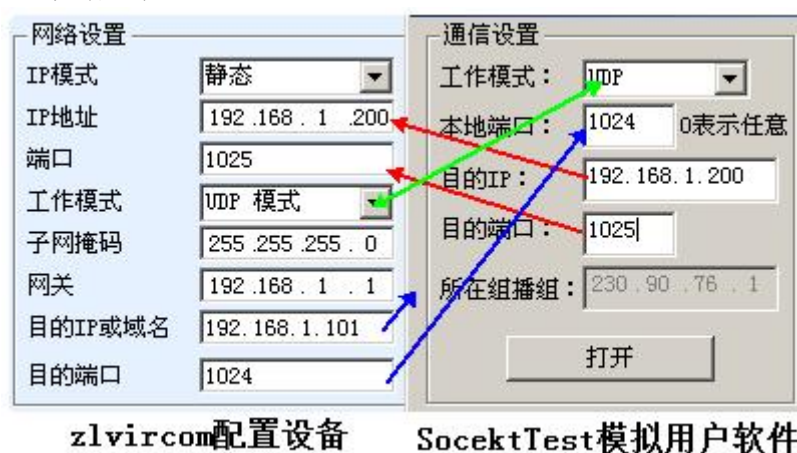 网络设置
IP模式 静态
IP地址 192 .168 . 1 .200
端口 1025
工作模式 UDP 模式
子网掩码 255 .255 .255 . 0
网关 192 .168 . 1 . 1
目的IP或域名 192.168.1.101
目的端口 1024
zlvircom配置设备
通信设置
工作模式： UDP
本地端口： 1024 0表示任意
目的IP： 192.168.1.200
目的端口： 1025
所在组播组： 230 .90 .76 . 1
打开
SocektTest模拟用户软件